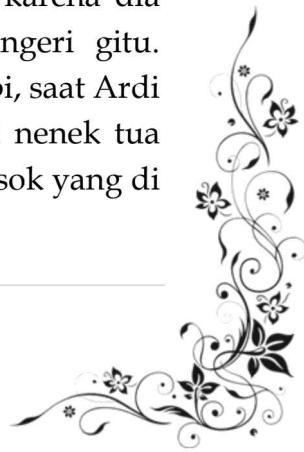 karena dia
ngeri gitu.
pi, saat Ardi
nenek tua
sok yang di